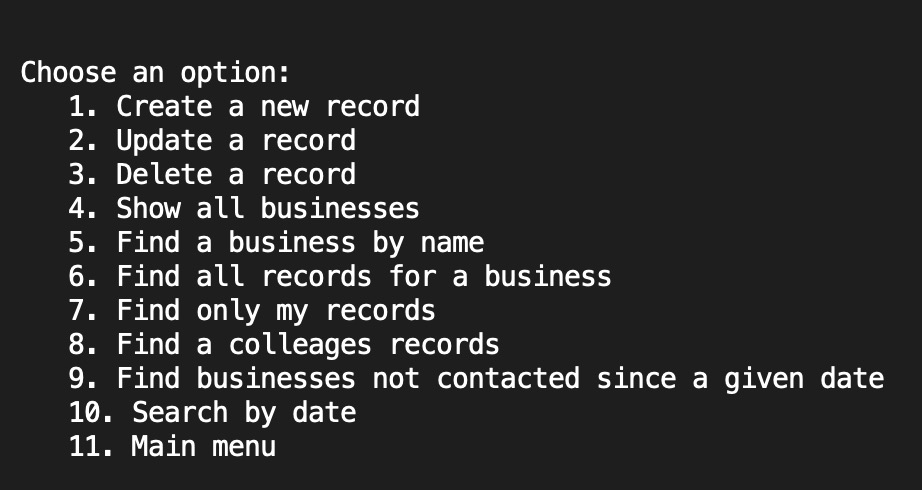 Choose an option:
1. Create a new record
2. Update a record
3. Delete a record
4. Show all businesses
5. Find a business by name
6. Find all records for a business
7. Find only my records
8. Find a colleages records
9. Find businesses not contacted since a given date
10. Search by date
11. Main menu